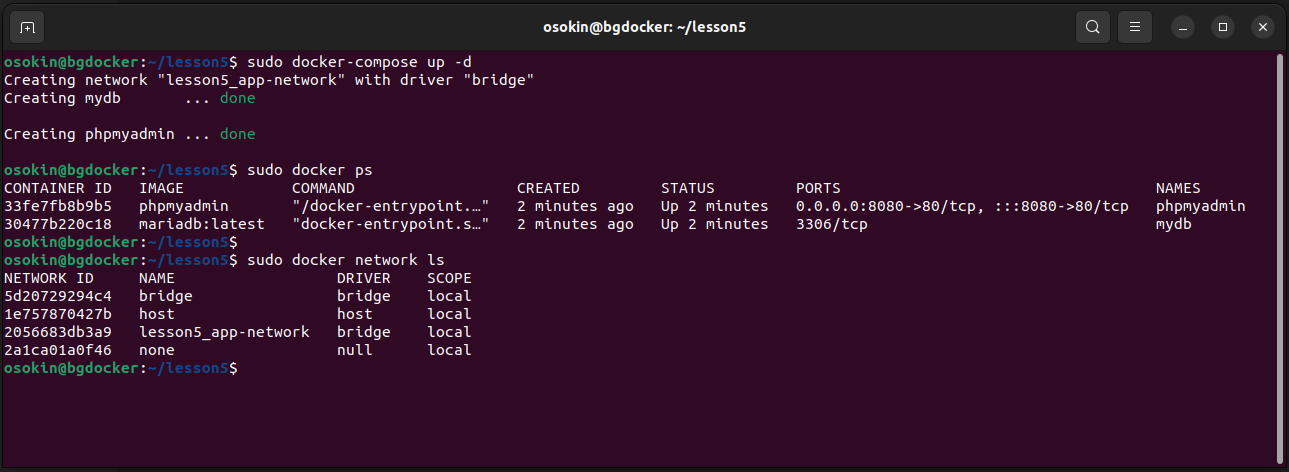 osokin@bgdocker: ~/lesson5
osokin@bgdocker:~/lesson5$ sudo docker-compose up -d
Creating network "lesson5_app-network" with driver "bridge"
Creating mydb       ... done
Creating phpmyadmin ... done
osokin@bgdocker:~/lesson5$ sudo docker ps
CONTAINER ID   IMAGE            COMMAND                  CREATED         STATUS         PORTS                                   NAMES
33fe7fb8b9b5   phpmyadmin       "/docker-entrypoint.…"   2 minutes ago   Up 2 minutes   0.0.0.0:8080->80/tcp, :::8080->80/tcp   phpmyadmin
30477b220c18   mariadb:latest   "docker-entrypoint.s…"   2 minutes ago   Up 2 minutes   3306/tcp                                mydb
osokin@bgdocker:~/lesson5$
osokin@bgdocker:~/lesson5$ sudo docker network ls
NETWORK ID     NAME                  DRIVER    SCOPE
5d20729294c4   bridge                bridge    local
1e757870427b   host                  host      local
2056683db3a9   lesson5_app-network   bridge    local
2a1ca01a0f46   none                  null      local
osokin@bgdocker:~/lesson5$